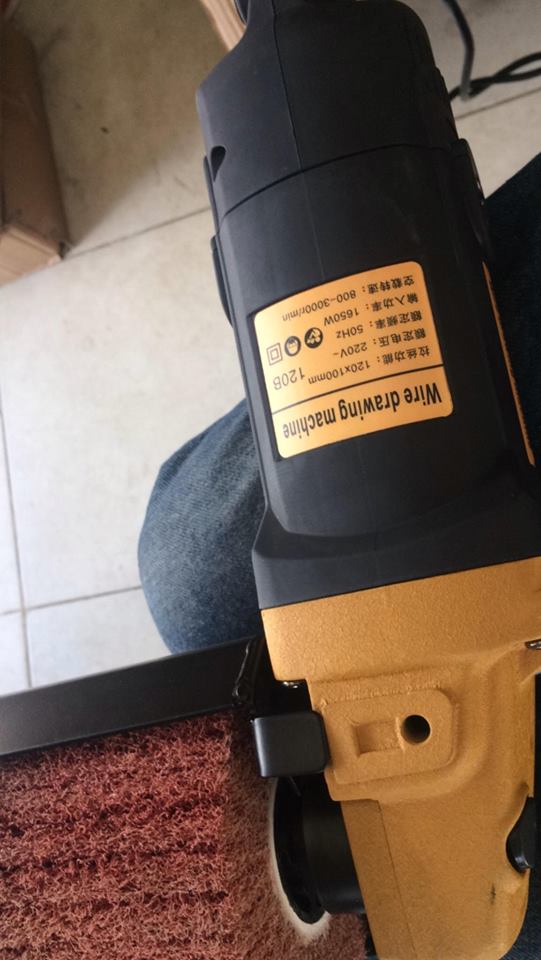 Wire drawing machine
拉丝功能：120x100mm 120B
额定电压：220V~
额定频率：50Hz
输入功率：1650W
空载转速：800-3000r/min